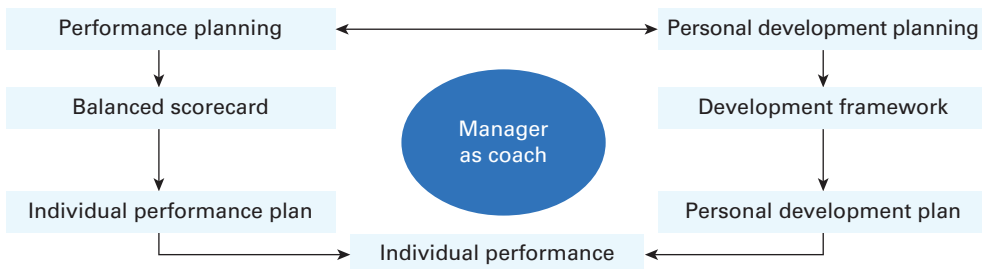 Performance planning
Personal development planning
Balanced scorecard
Development framework
Manager
as coach
Individual performance plan
Personal development plan
Individual performance